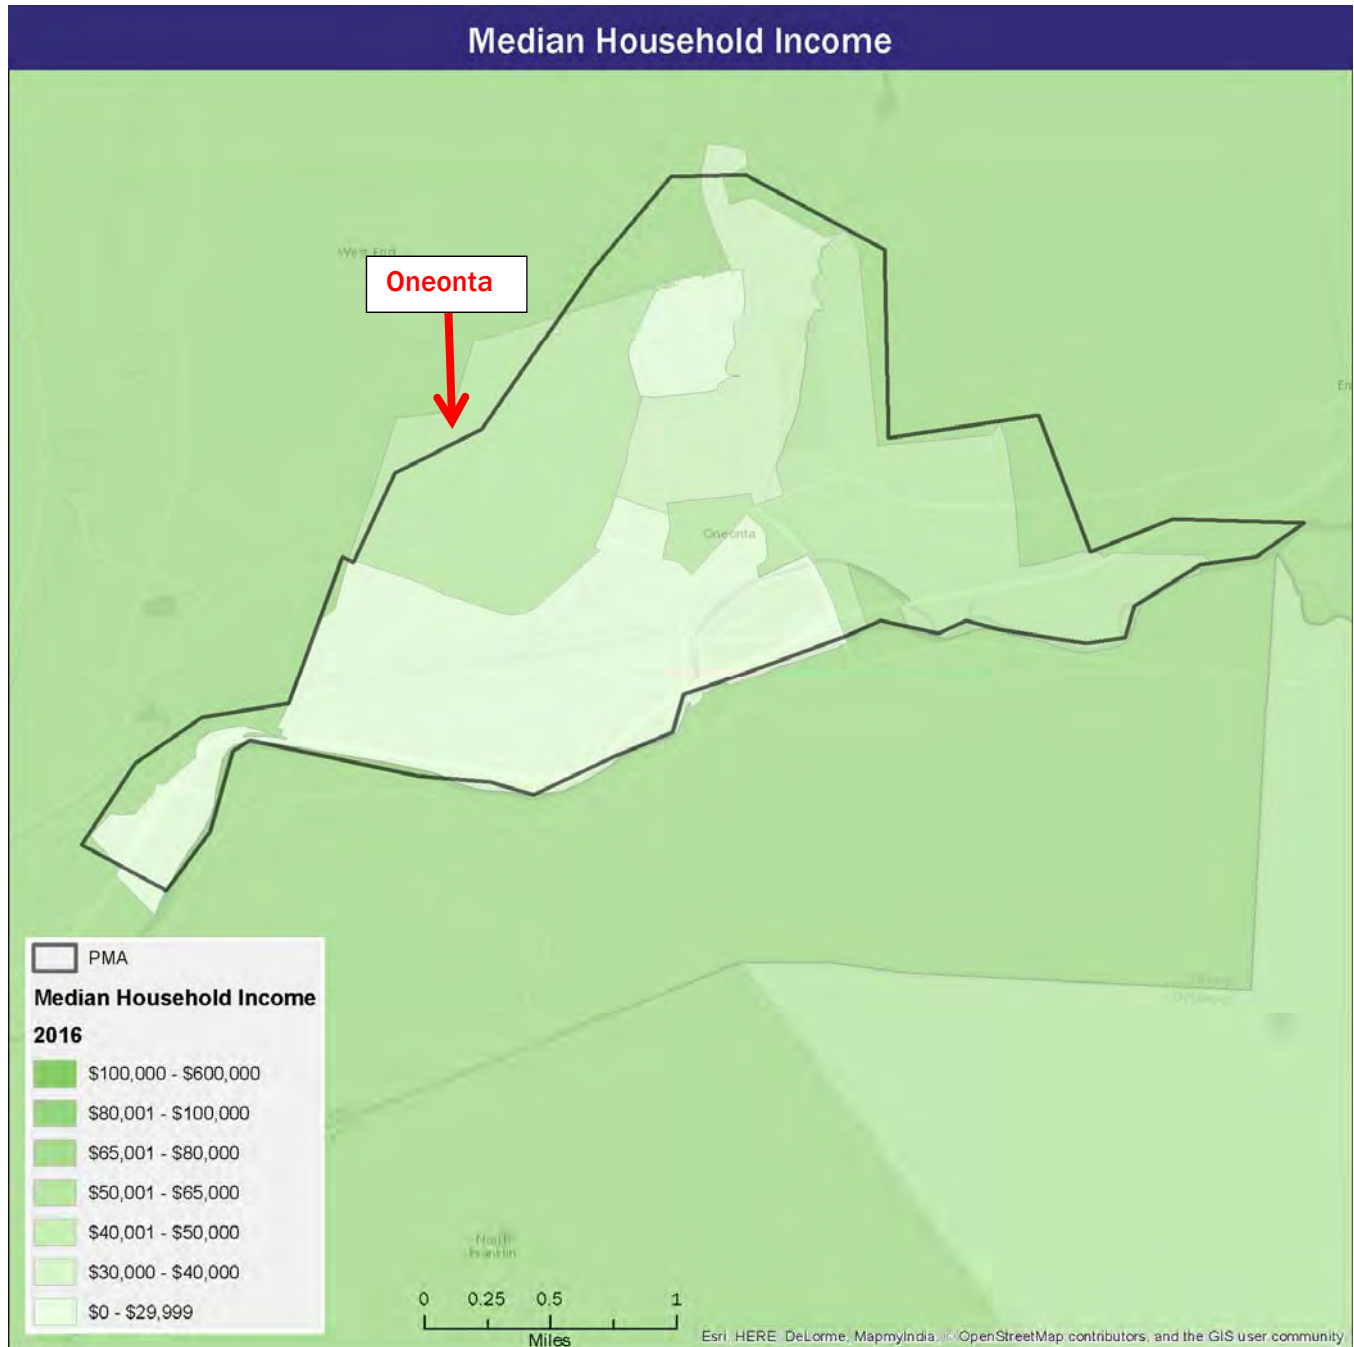 Median Household Income
West End
Oneonta
En
Oneonta
PMA
Median Household Income
2016
$100,000 - $600,000
$80,001 - $100,000
$65,001 - $80,000
$50,001 - $65,000
$40,001 - $50,000
$30,000 - $40,000
$0 - $29,999
North
Franklin
0 0.25 0.5 1
Miles
Esri, HERE, DeLorme, MapmyIndia, © OpenStreetMap contributors, and the GIS user community